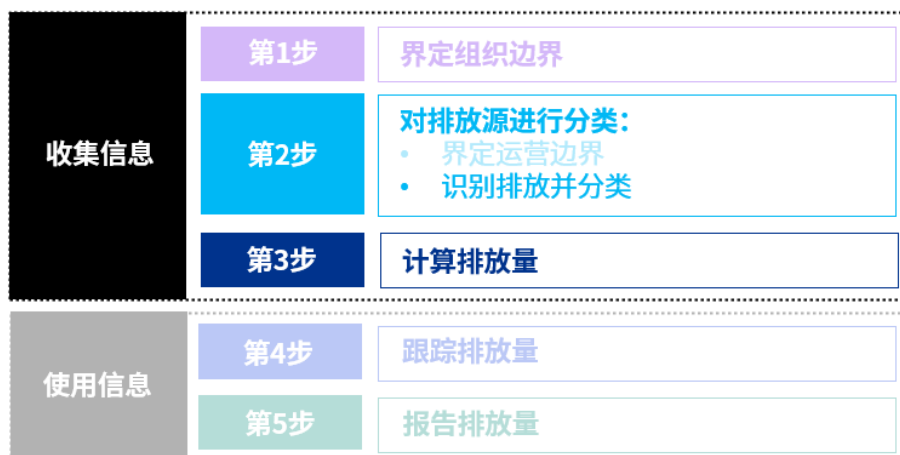 收集信息
第1步
界定组织边界
第2步
对排放源进行分类：
• 界定运营边界
• 识别排放并分类
第3步
计算排放量
使用信息
第4步
跟踪排放量
第5步
报告排放量